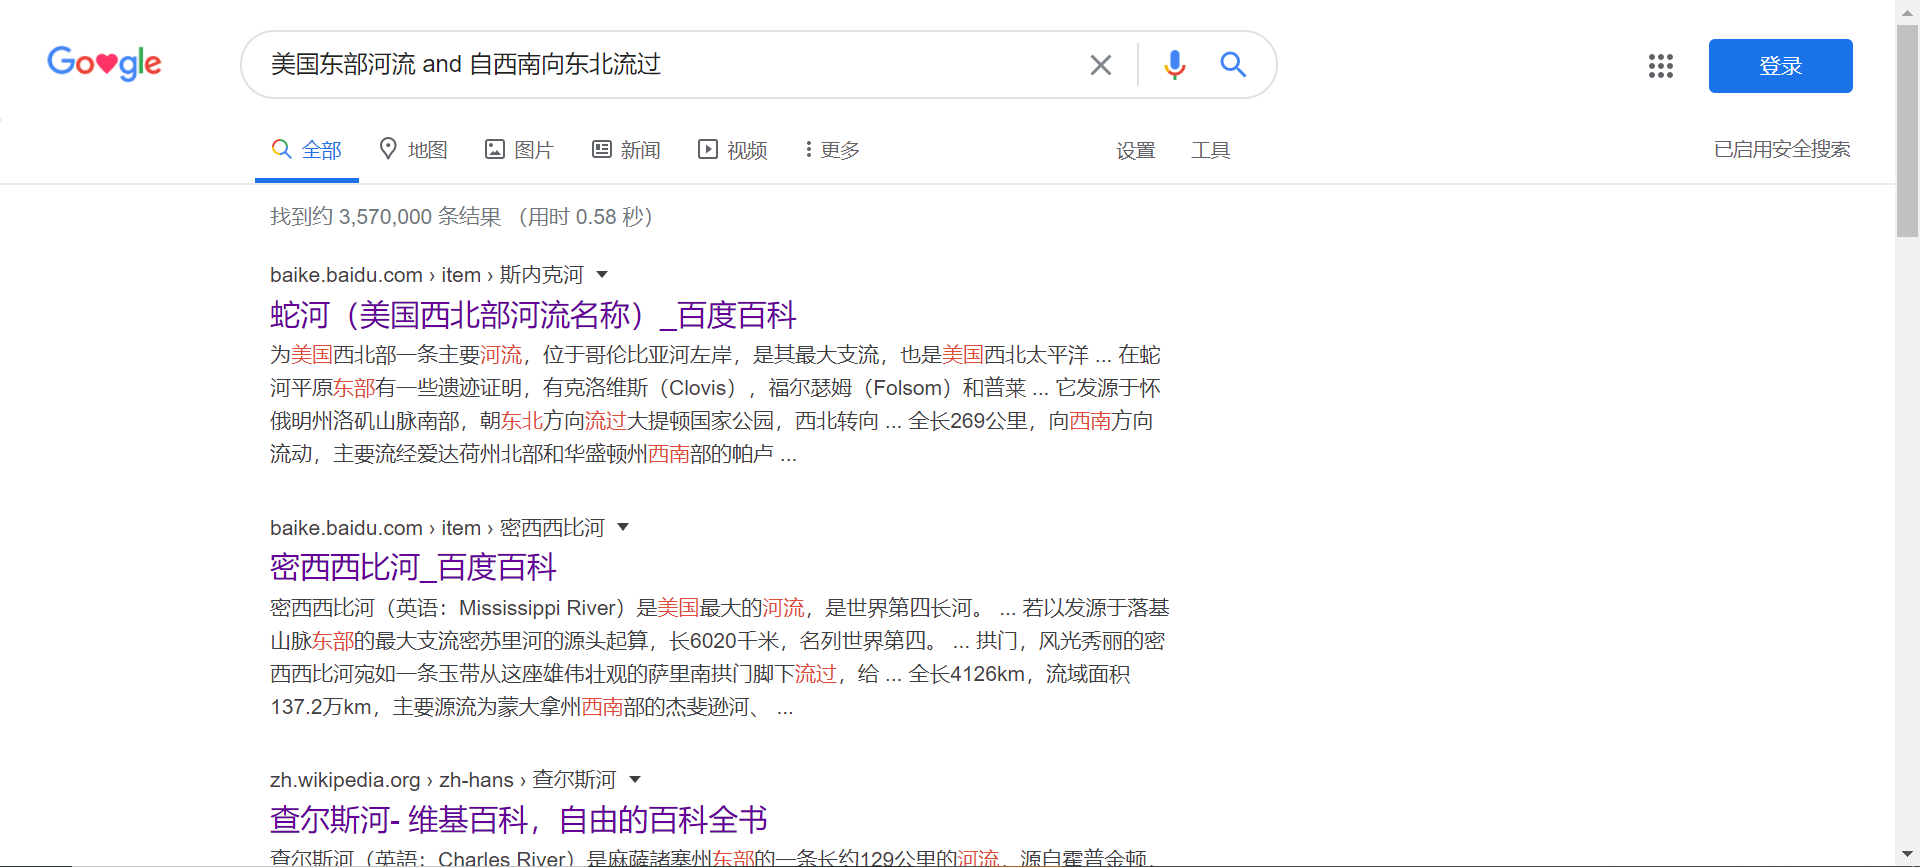 Google
美国东部河流 and 自西南向东北流过
登录
全部 地图 图片 新闻 视频 更多 设置 工具 已启用安全搜索
找到约 3,570,000 条结果 （用时 0.58 秒）
baike.baidu.com › item › 斯内克河
蛇河（美国西北部河流名称）_百度百科
为美国西北部一条主要河流，位于哥伦比亚河左岸，是其最大支流，也是美国西北太平洋 ... 在蛇
河平原东部有一些遗迹证明，有克洛维斯（Clovis），福尔瑟姆（Folsom）和普莱 ... 它发源于怀
俄明州洛矶山脉南部，朝东北方向流过大提顿国家公园，西北转向 ... 全长269公里，向西南方向
流动，主要流经爱达荷州北部和华盛顿州西南部的帕卢 ...
baike.baidu.com › item › 密西西比河
密西西比河_百度百科
密西西比河（英语：Mississippi River）是美国最大的河流，是世界第四长河。 ... 若以发源于落基
山脉东部的最大支流密苏里河的源头起算，长6020千米，名列世界第四。 ... 拱门，风光秀丽的密
西西比河宛如一条玉带从这座雄伟壮观的萨里南拱门脚下流过，给 ... 全长4126km，流域面积
137.2万km，主要源流为蒙大拿州西南部的杰斐逊河、 ...
zh.wikipedia.org › zh-hans › 查尔斯河
查尔斯河- 维基百科，自由的百科全书
查尔斯河（英語：Charles River）是麻薩諸塞州东部的一条长约129公里的河流，源自霍普金顿，